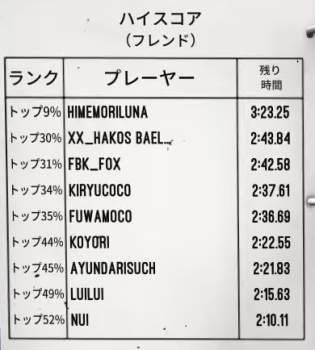 ハイスコア
(フレンド)
ランク プレーヤー 残り時間
トップ9% HIMEMORILUNA 3:23.25
トップ30% XX_HAKOS BAEL... 2:43.84
トップ31% FBK_FOX 2:42.58
トップ34% KIRYUCOCO 2:37.61
トップ35% FUWAMOCO 2:36.69
トップ44% KOYORI 2:22.55
トップ45% AYUNDARISUCH 2:21.83
トップ49% LUILUI 2:15.63
トップ52% NUI 2:10.11